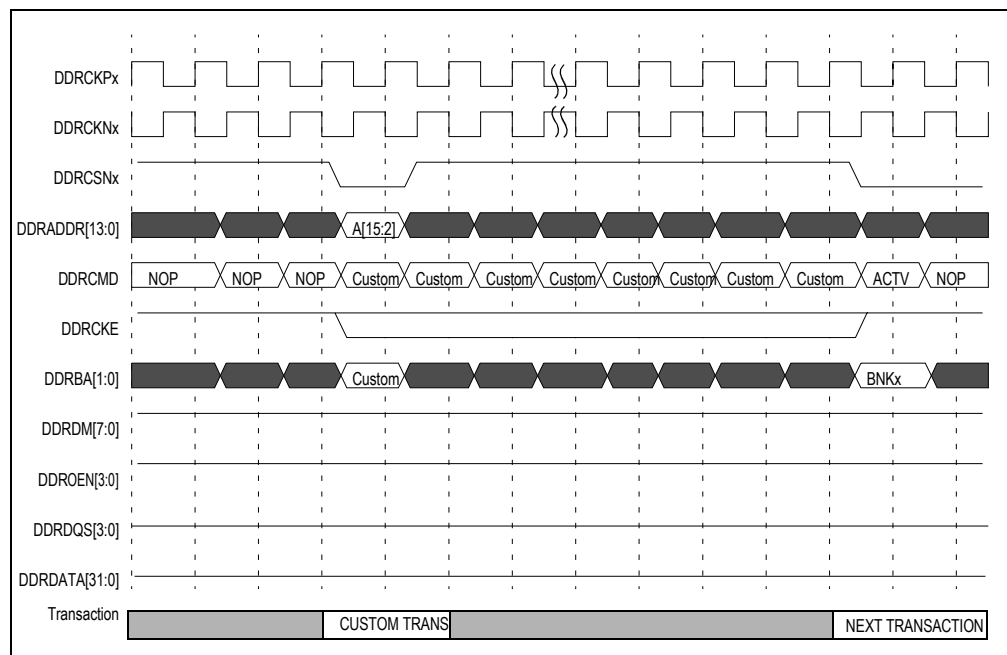 DDRCKPx
DDRCKNx
DDRCSNx
DDRADDR[13:0] A[15:2]
DDRCMD NOP NOP NOP Custom Custom Custom Custom Custom Custom Custom Custom ACTV NOP
DDRCKE
DDRBA[1:0] Custom BNKx
DDRDM[7:0]
DDROEN[3:0]
DDRDQS[3:0]
DDRDATA[31:0]
Transaction CUSTOM TRANS NEXT TRANSACTION